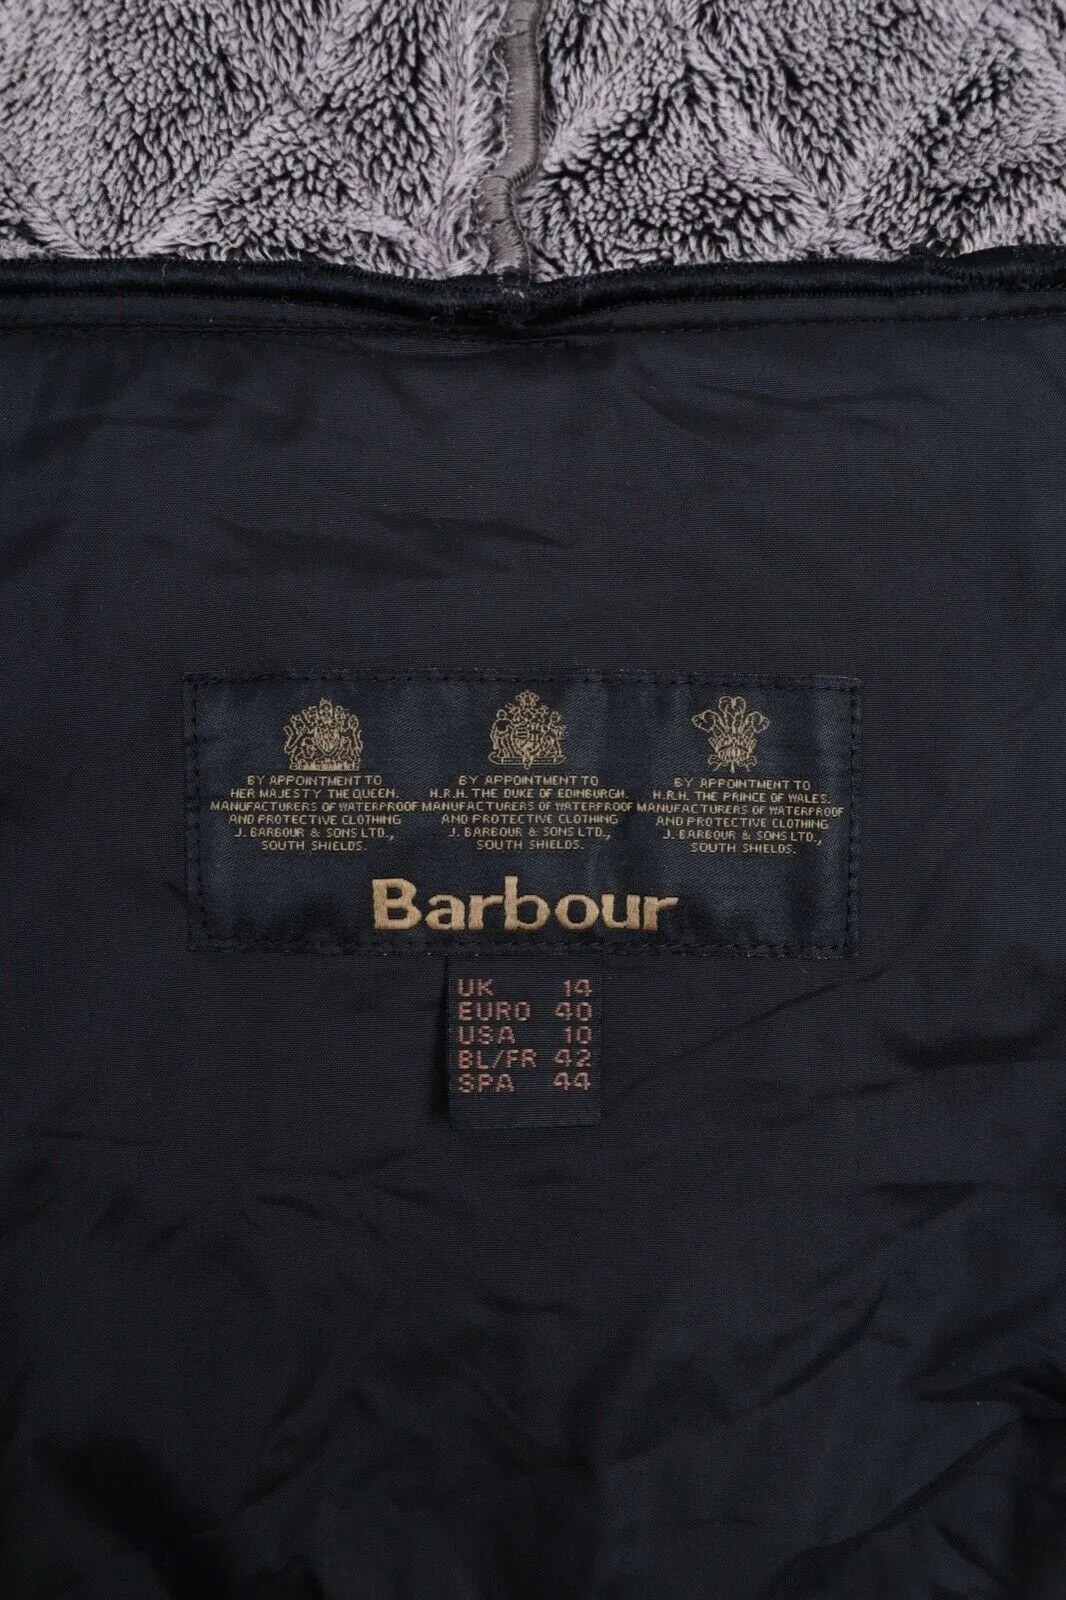 BY APPOINTMENT TO
HER MAJESTY THE QUEEN.
MANUFACTURERS OF WATERPROOF
AND PROTECTIVE CLOTHING
J. BARBOUR & SONS LTD.,
SOUTH SHIELDS.
BY APPOINTMENT TO
H.R.H. THE DUKE OF EDINBURGH.
MANUFACTURERS OF WATERPROOF
AND PROTECTIVE CLOTHING
J. BARBOUR & SONS LTD.,
SOUTH SHIELDS.
BY APPOINTMENT TO
H.R.H. THE PRINCE OF WALES.
MANUFACTURERS OF WATERPROOF
AND PROTECTIVE CLOTHING
J. BARBOUR & SONS LTD.,
SOUTH SHIELDS.
Barbour
UK 14
EURO 40
USA 10
BL/FR 42
SPA 44